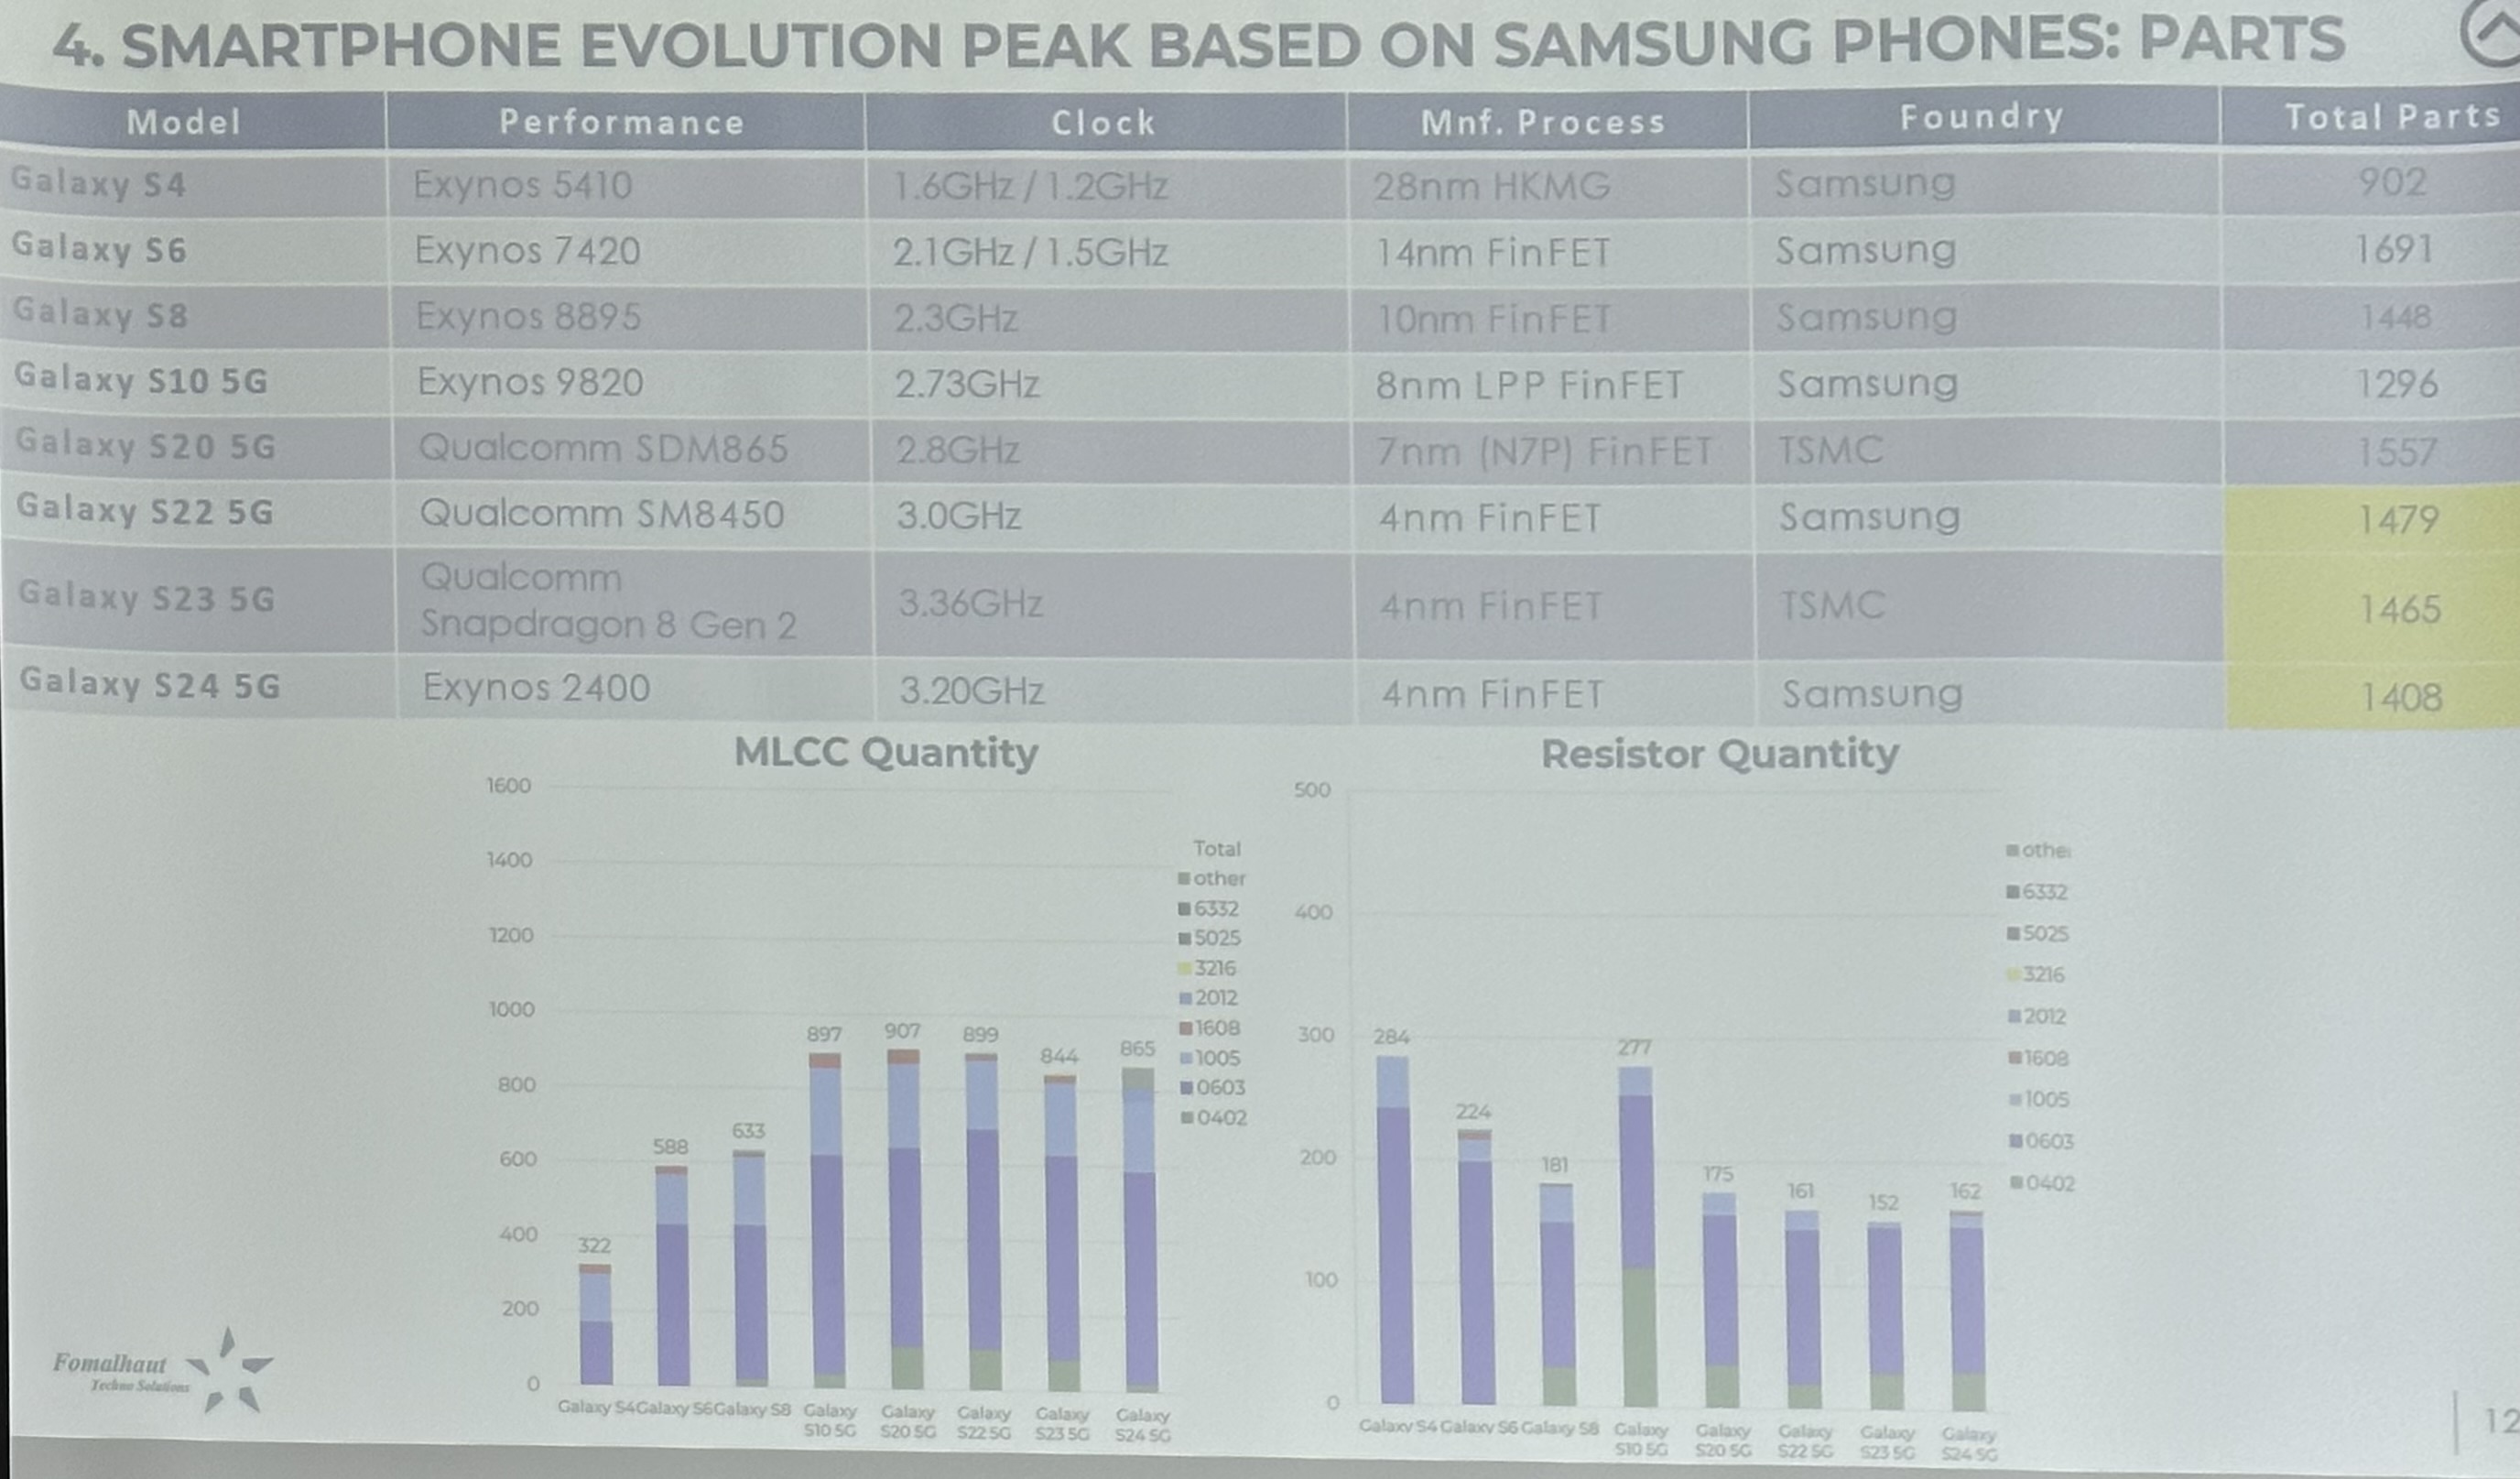 4. SMARTPHONE EVOLUTION PEAK BASED ON SAMSUNG PHONES: PARTS
Model Performance Clock Mnf. Process Foundry Total Parts
Galaxy S4 Exynos 5410 1.6GHz / 1.2GHz 28nm HKMG Samsung 902
Galaxy S6 Exynos 7420 2.1GHz / 1.5GHz 14nm FinFET Samsung 1691
Galaxy S8 Exynos 8895 2.3GHz 10nm FinFET Samsung 1448
Galaxy S10 5G Exynos 9820 2.73GHz 8nm LPP FinFET Samsung 1296
Galaxy S20 5G Qualcomm SDM865 2.8GHz 7nm (N7P) FinFET TSMC 1557
Galaxy S22 5G Qualcomm SM8450 3.0GHz 4nm FinFET Samsung 1479
Galaxy S23 5G Qualcomm
Snapdragon 8 Gen 2 3.36GHz 4nm FinFET TSMC 1465
Galaxy S24 5G Exynos 2400 3.20GHz 4nm FinFET Samsung 1408
MLCC Quantity
1600
1400
1200
1000
800
600
400
200
0
322
588
633
897
907
899
844
865
Galaxy S4 Galaxy S6 Galaxy S8 Galaxy Galaxy Galaxy Galaxy Galaxy
S10 5G S20 5G S22 5G S23 5G S24 5G
Total
other
6332
5025
3216
2012
1608
1005
0603
0402
Resistor Quantity
500
400
300
200
100
0
284
224
181
277
175
161
152
162
Galaxy S4 Galaxy S6 Galaxy S8 Galaxy Galaxy Galaxy Galaxy Galaxy
S10 5G S20 5G S22 5G S23 5G S24 5G
othe
6332
5025
3216
2012
1608
1005
0603
0402
Fomalhaut
Techno Solutions
12